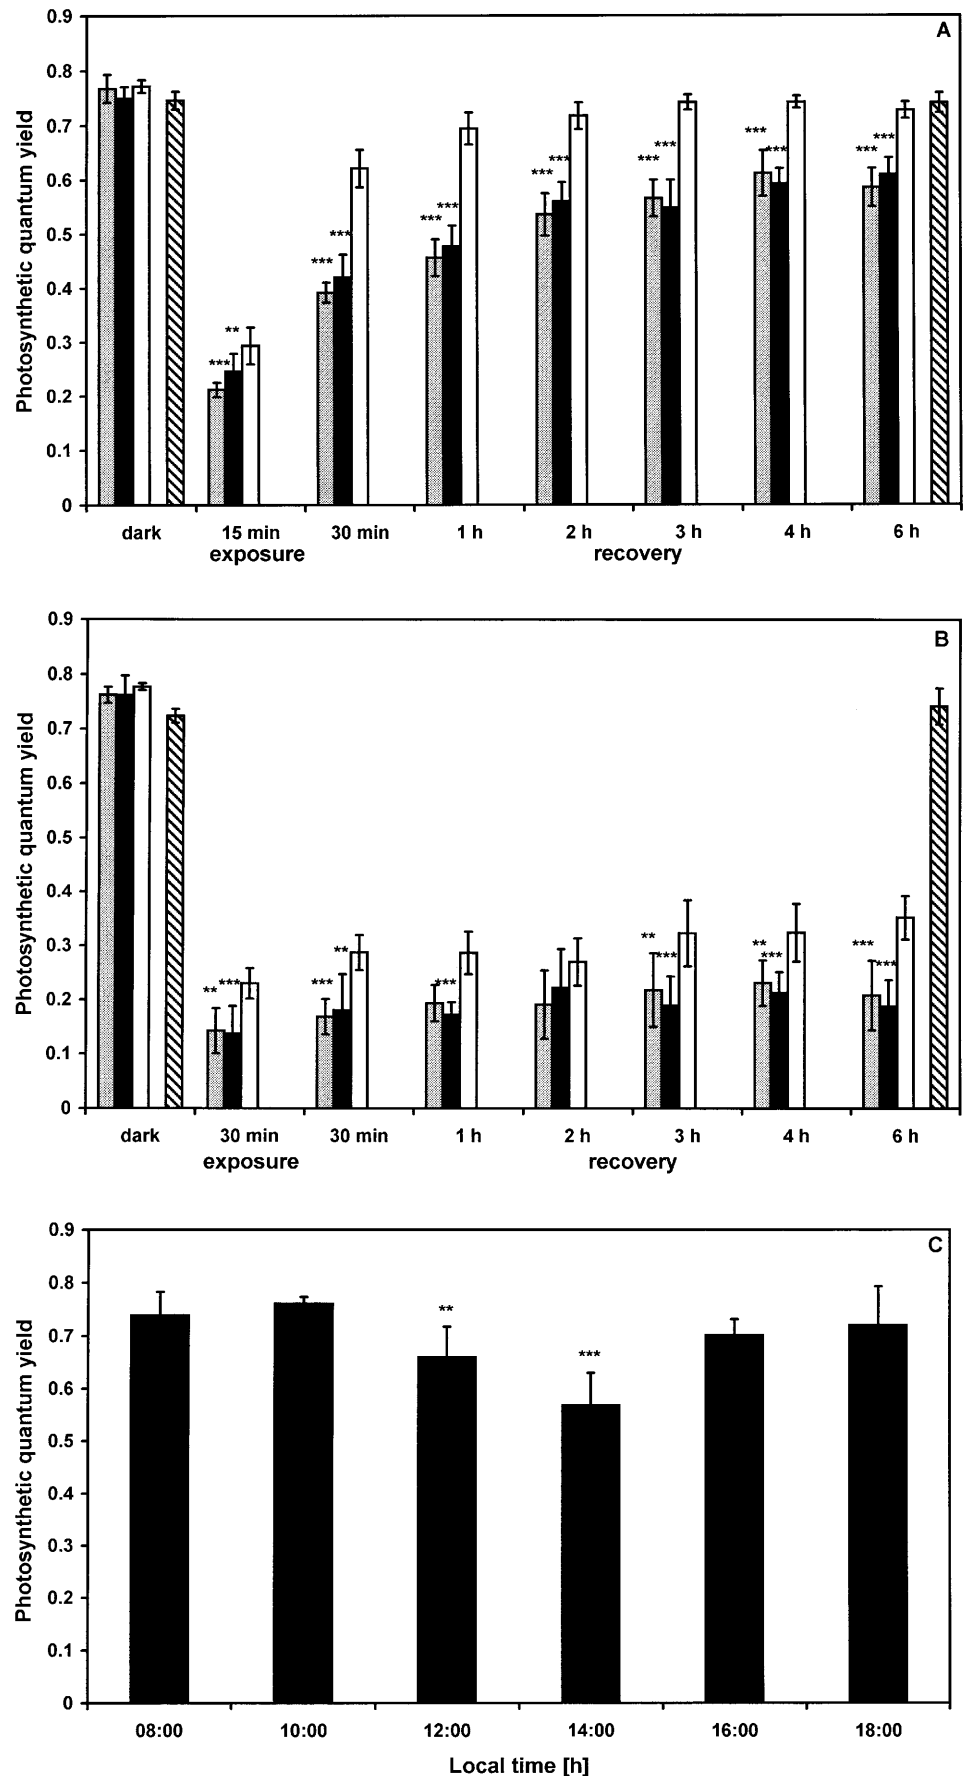 A
Photosynthetic quantum yield
0.9
0.8
0.7
0.6
0.5
0.4
0.3
0.2
0.1
0
*** ** *** *** *** *** *** *** *** *** *** *** *** ***
dark 15 min 30 min 1 h 2 h 3 h 4 h 6 h
exposure recovery
B
Photosynthetic quantum yield
0.9
0.8
0.7
0.6
0.5
0.4
0.3
0.2
0.1
0
** *** *** ** *** ** *** ** *** *** ***
dark 30 min 30 min 1 h 2 h 3 h 4 h 6 h
exposure recovery
C
Photosynthetic quantum yield
0.9
0.8
0.7
0.6
0.5
0.4
0.3
0.2
0.1
0
** ***
08:00 10:00 12:00 14:00 16:00 18:00
Local time [h]